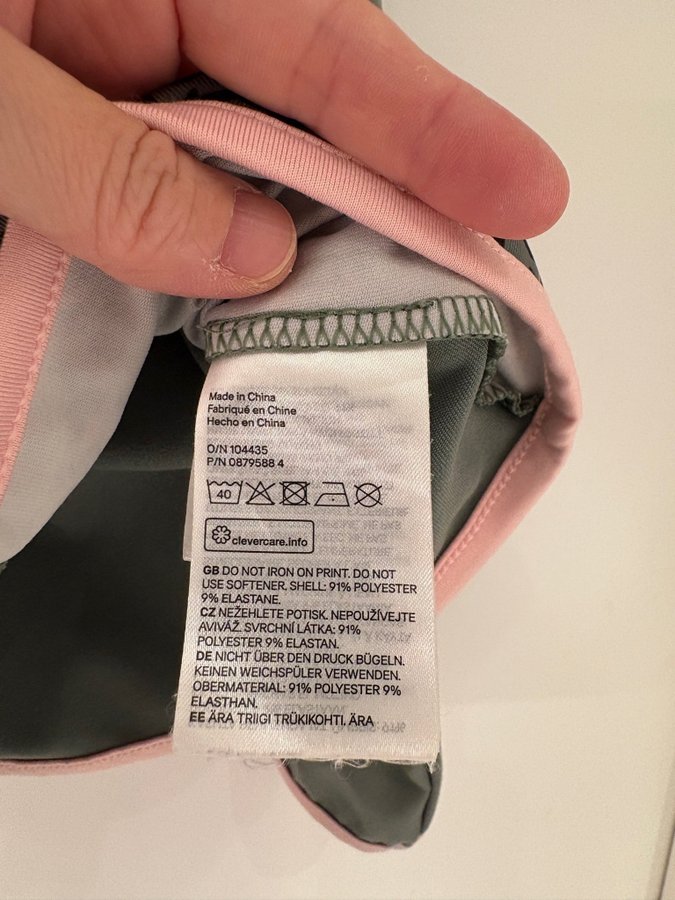 Made in China
Fabriqué en Chine
Hecho en China
O/N 104435
P/N 0879588 4
40
clevercare.info
GB DO NOT IRON ON PRINT. DO NOT
USE SOFTENER. SHELL: 91% POLYESTER
9% ELASTANE.
CZ NEŽEHLETE POTISK. NEPOUŽÍVEJTE
AVIVÁŽ. SVRCHNÍ LÁTKA: 91%
POLYESTER 9% ELASTAN.
DE NICHT ÜBER DEN DRUCK BÜGELN.
KEINEN WEICHSPÜLER VERWENDEN.
OBERMATERIAL: 91% POLYESTER 9%
ELASTHAN.
EE ÄRA TRIIGI TRÜKIKOHTI. ÄRA